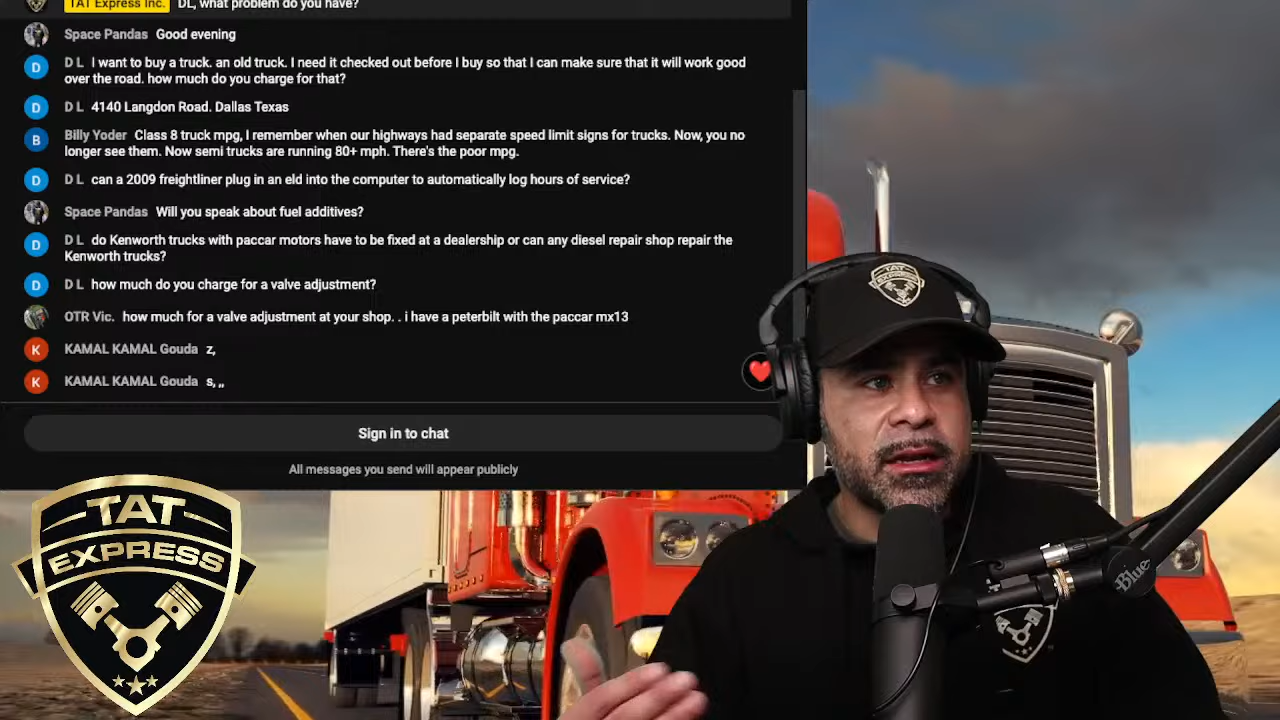 TAT Express Inc. DL, what problem do you have?
Space Pandas Good evening
D L I want to buy a truck. an old truck. I need it checked out before I buy so that I can make sure that it will work good
over the road. how much do you charge for that?
D L 4140 Langdon Road. Dallas Texas
Billy Yoder Class 8 truck mpg, I remember when our highways had separate speed limit signs for trucks. Now, you no
longer see them. Now semi trucks are running 80+ mph. There's the poor mpg.
D L can a 2009 freightliner plug in an eld into the computer to automatically log hours of service?
Space Pandas Will you speak about fuel additives?
D L do Kenworth trucks with paccar motors have to be fixed at a dealership or can any diesel repair shop repair the
Kenworth trucks?
D L how much do you charge for a valve adjustment?
OTR Vic. how much for a valve adjustment at your shop. . i have a peterbilt with the paccar mx13
KAMAL KAMAL Gouda z,
KAMAL KAMAL Gouda s, ,,
Sign in to chat
All messages you send will appear publicly
D
D
B
D
D
D
K
K
TAT
EXPRESS
TAT
EXPRESS
Blue